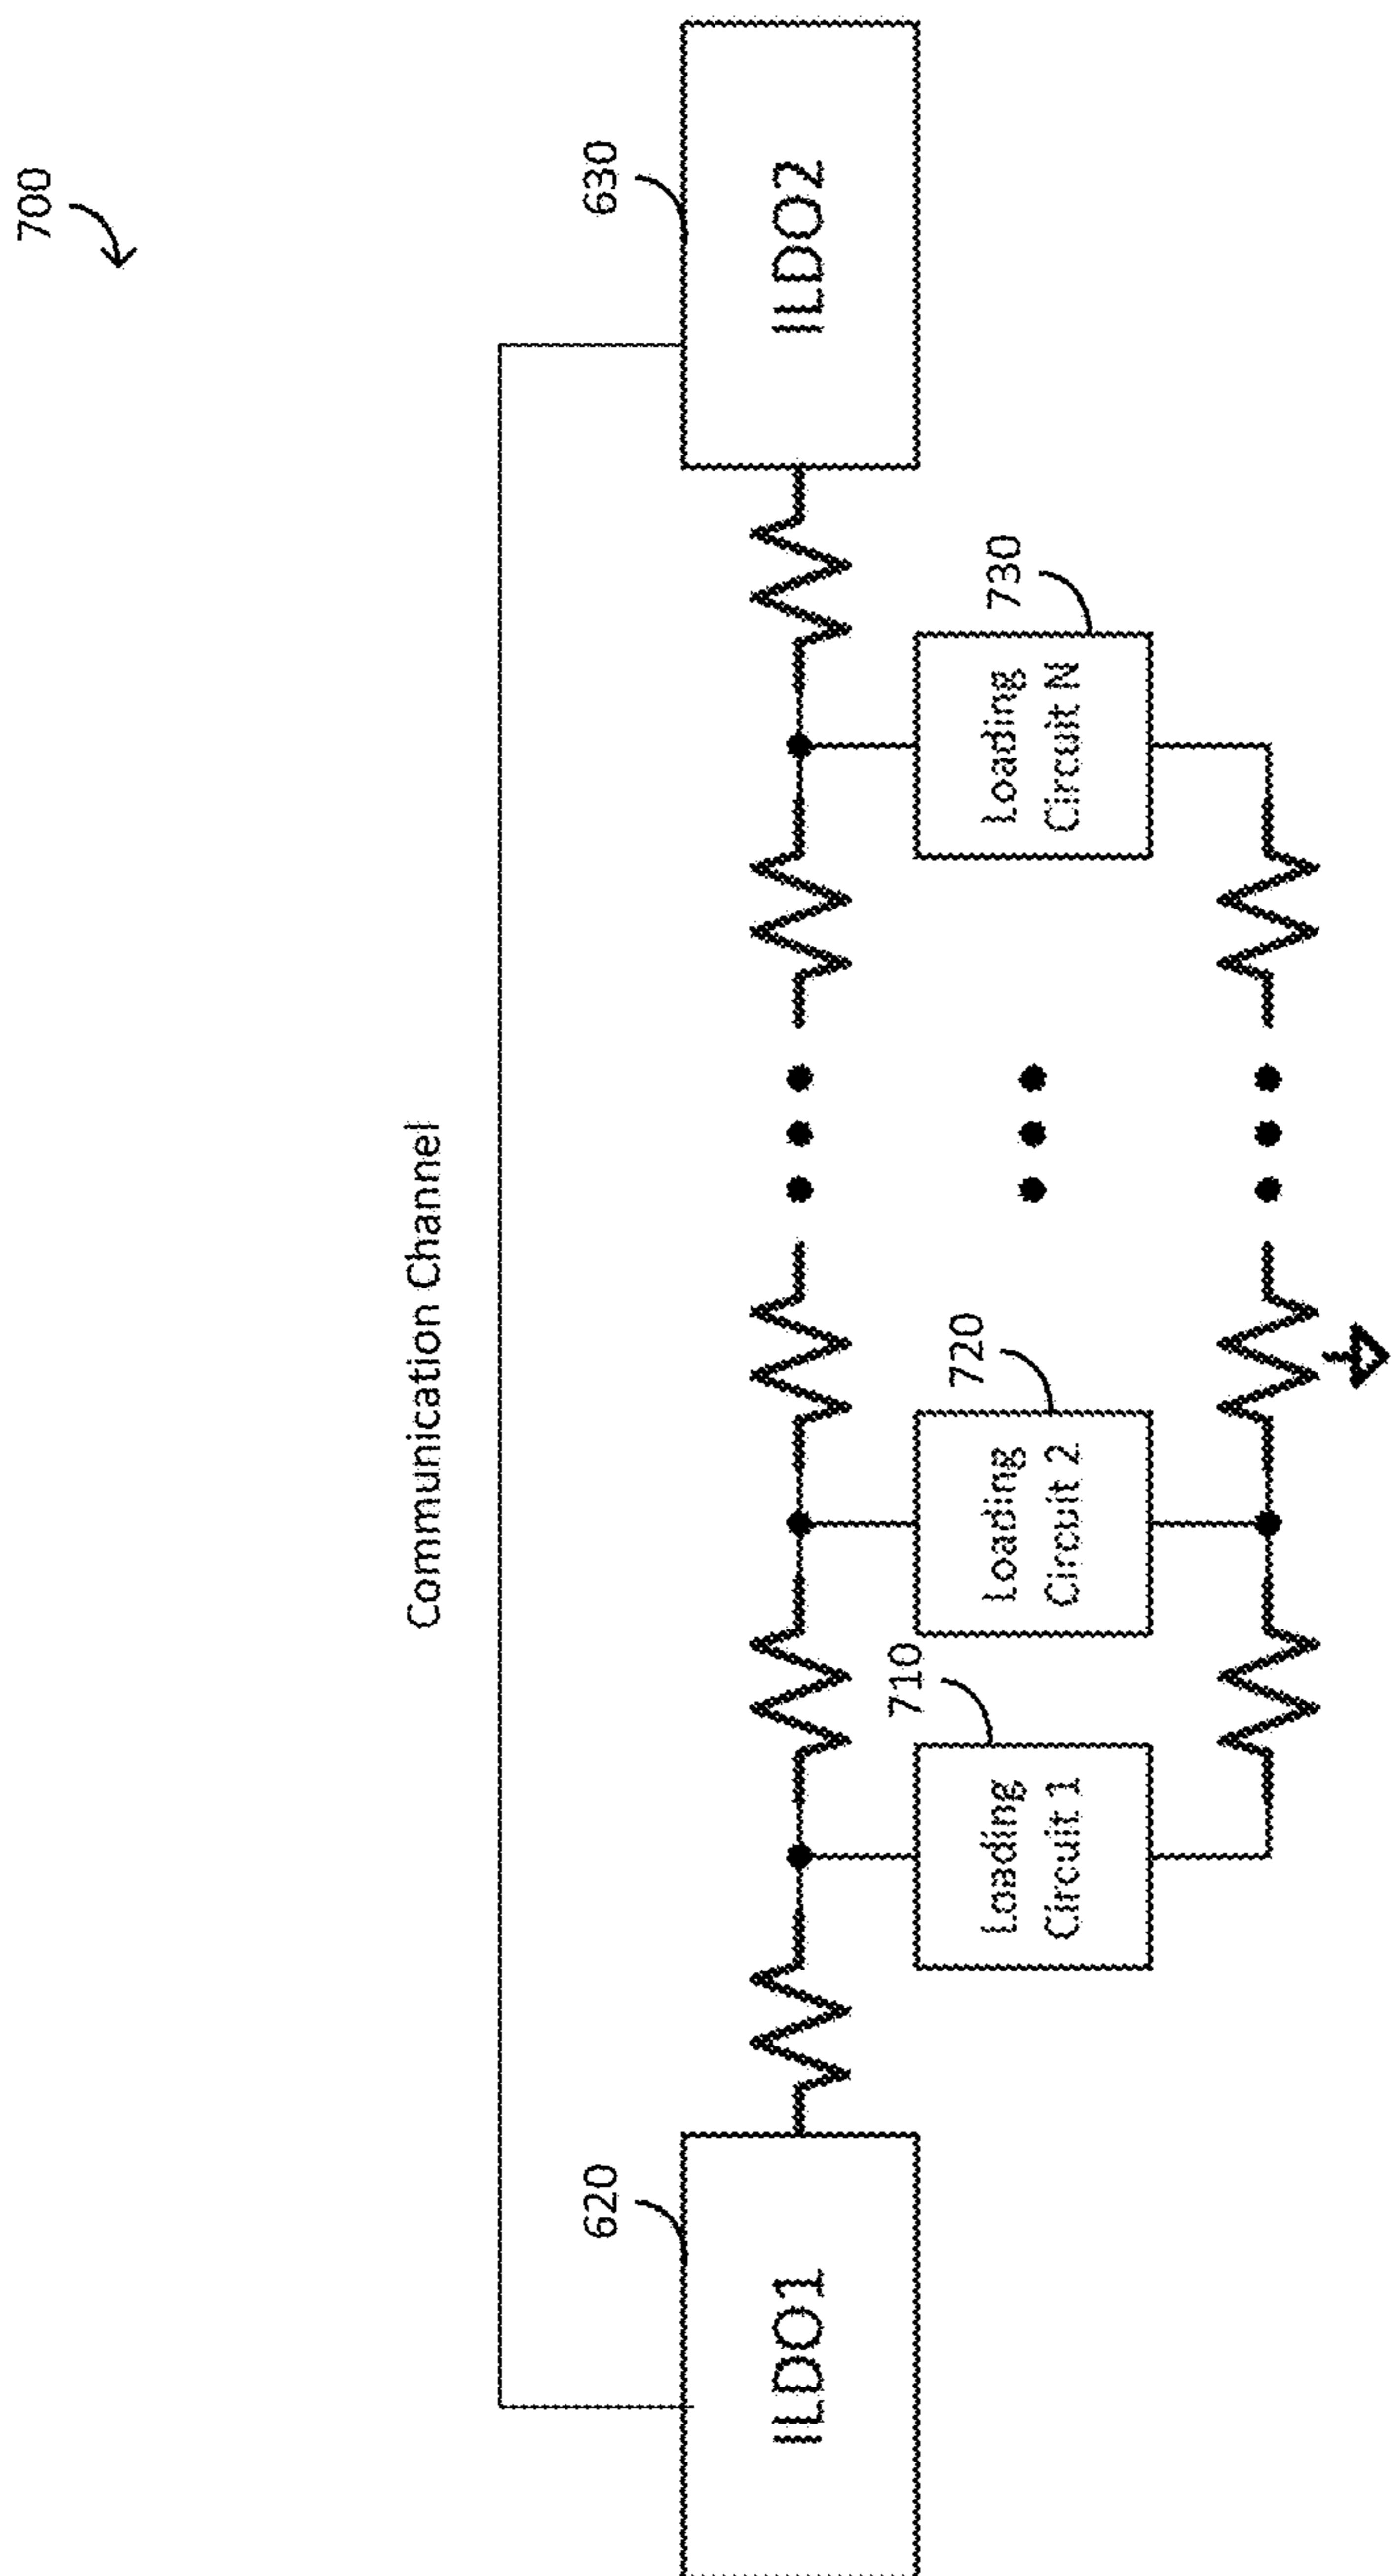 700
Communication Channel
620
630
ILDO1
ILDO2
710
720
730
Loading
Circuit 1
Loading
Circuit 2
Loading
Circuit N